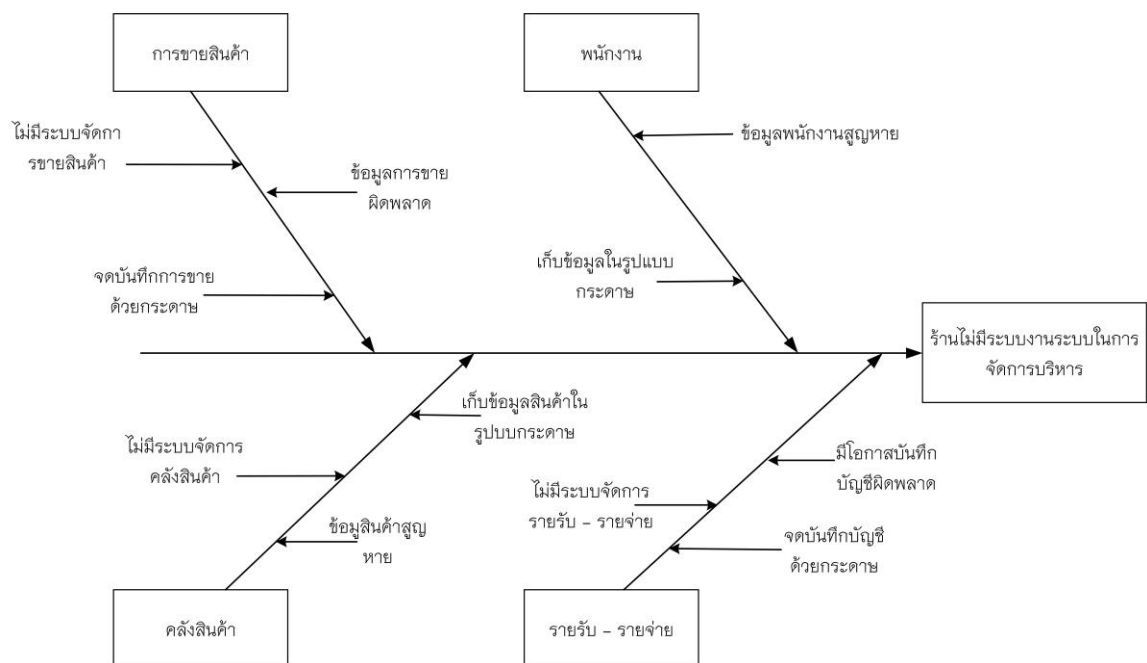 การขายสินค้า
พนักงาน
ไม่มีระบบจัดกา
รขายสินค้า
ข้อมูลการขาย
ผิดพลาด
จดบันทึกการขาย
ด้วยกระดาษ
ข้อมูลพนักงานสูญหาย
เก็บข้อมูลในรูปแบบ
กระดาษ
ร้านไม่มีระบบงานระบบในการ
จัดการบริหาร
เก็บข้อมูลสินค้าใน
รูปบบกระดาษ
ไม่มีระบบจัดการ
คลังสินค้า
ข้อมูสินค้าสูญ
หาย
มีโอกาสบันทึก
บัญชีผิดพลาด
ไม่มีระบบจัดการ
รายรับ – รายจ่าย
จดบันทึกบัญชี
ด้วยกระดาษ
คลังสินค้า
รายรับ – รายจ่าย